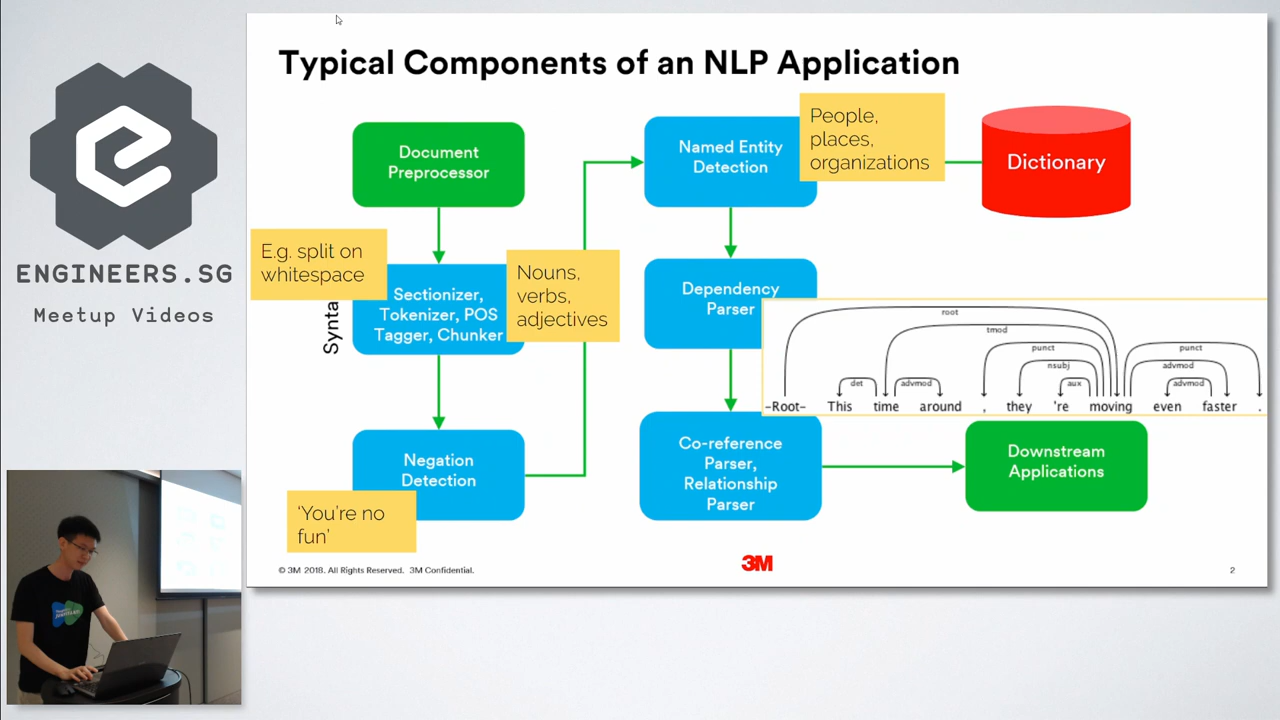 Typical Components of an NLP Application
ENGINEERS.SG
Meetup Videos
Document
Preprocessor
E.g. split on
whitespace
Synta
Sectionizer,
Tokenizer, POS
Tagger, Chunker
Nouns,
verbs,
adjectives
Negation
Detection
'You're no
fun'
Named Entity
Detection
People,
places,
organizations
Dictionary
Dependency
Parser
root
tmod
punct
punct
nsubj
advmod
det
advmod
aux
advmod
-Root- This time around , they 're moving even faster .
Co-reference
Parser,
Relationship
Parser
Downstream
Applications
© 3M 2018. All Rights Reserved. 3M Confidential.
3M
2